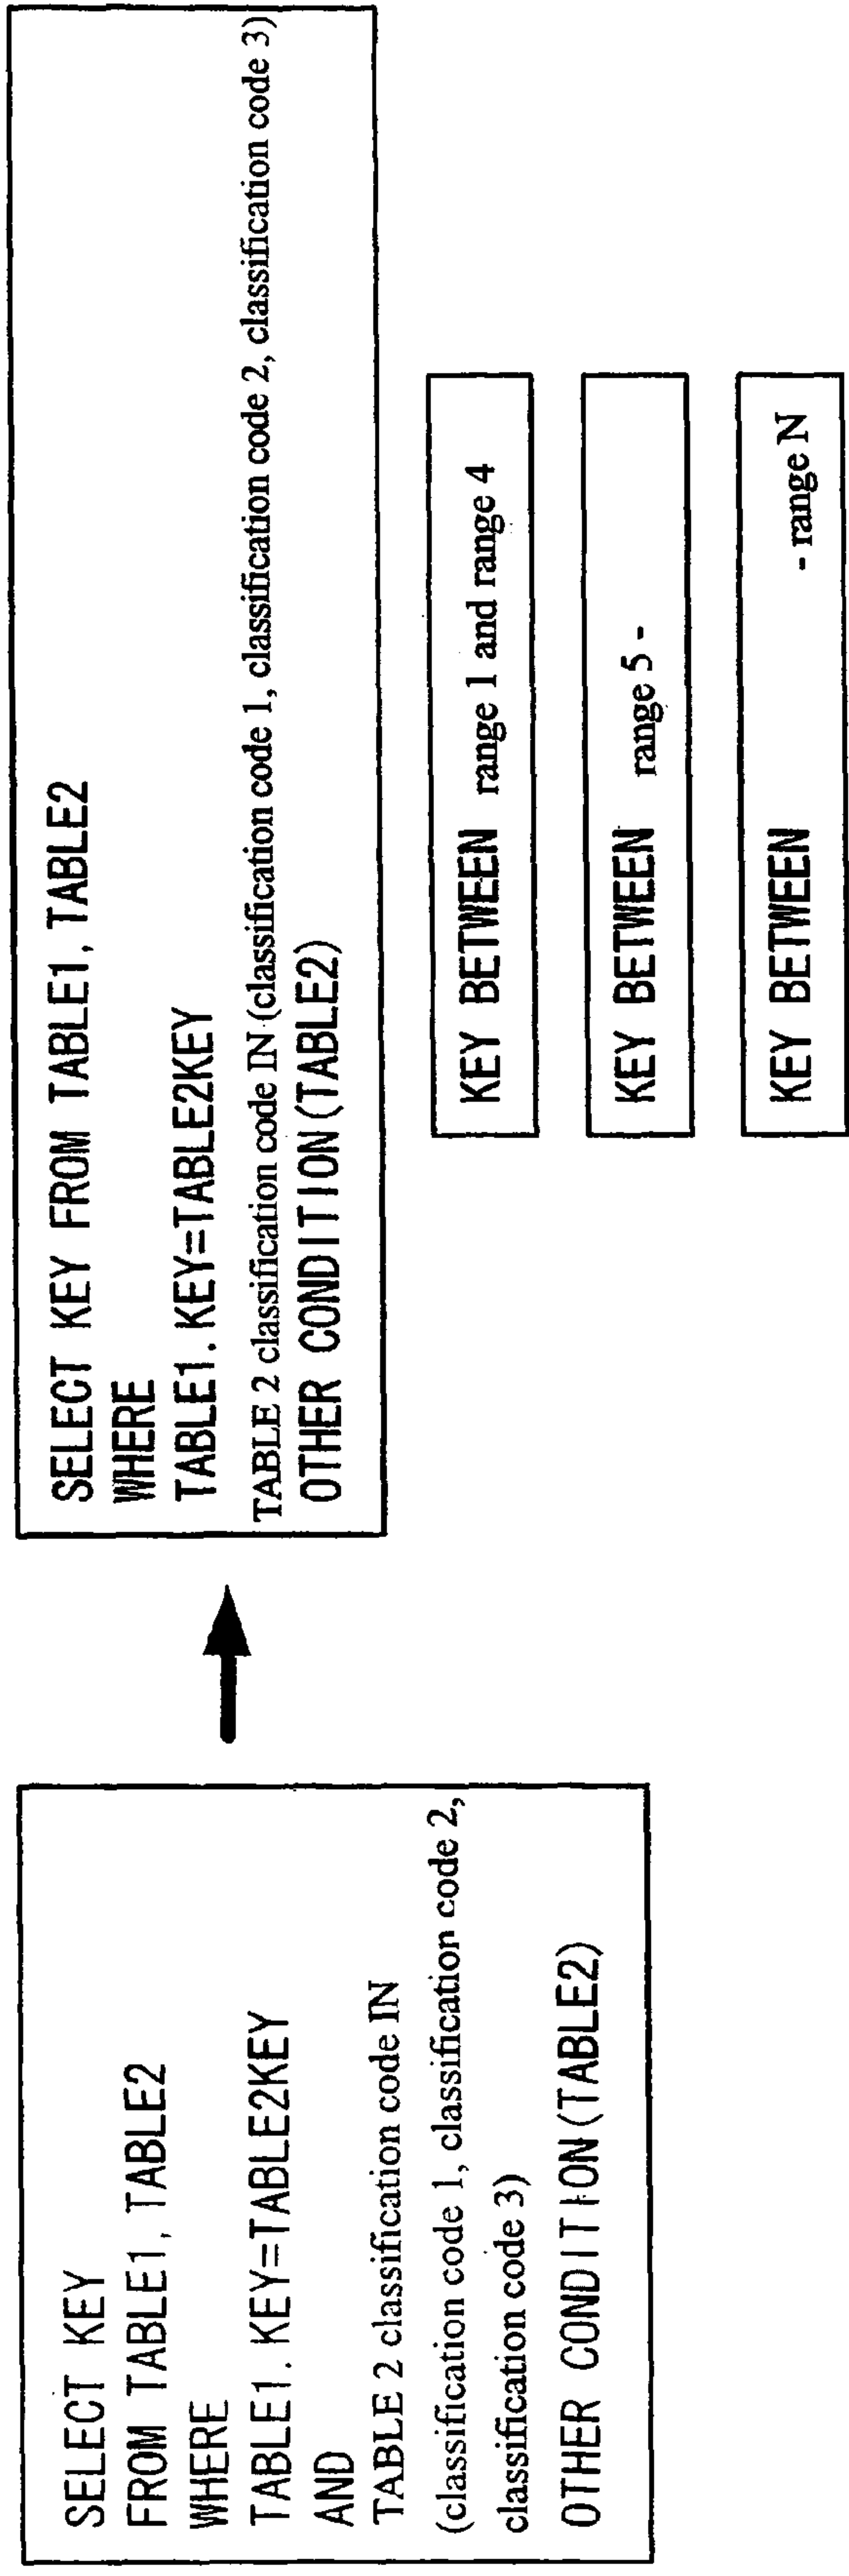 SELECT KEY
FROM TABLE1, TABLE2
WHERE
TABLE1. KEY=TABLE2KEY
AND
TABLE 2 classification code IN
(classification code 1, classification code 2,
classification code 3)
OTHER CONDITION(TABLE2)
SELECT KEY FROM TABLE1, TABLE2
WHERE
TABLE1. KEY=TABLE2KEY
TABLE 2 classification code IN (classification code 1, classification code 2, classification code 3)
OTHER CONDITION(TABLE2)
KEY BETWEEN range 1 and range 4
KEY BETWEEN range 5 -
KEY BETWEEN - range N